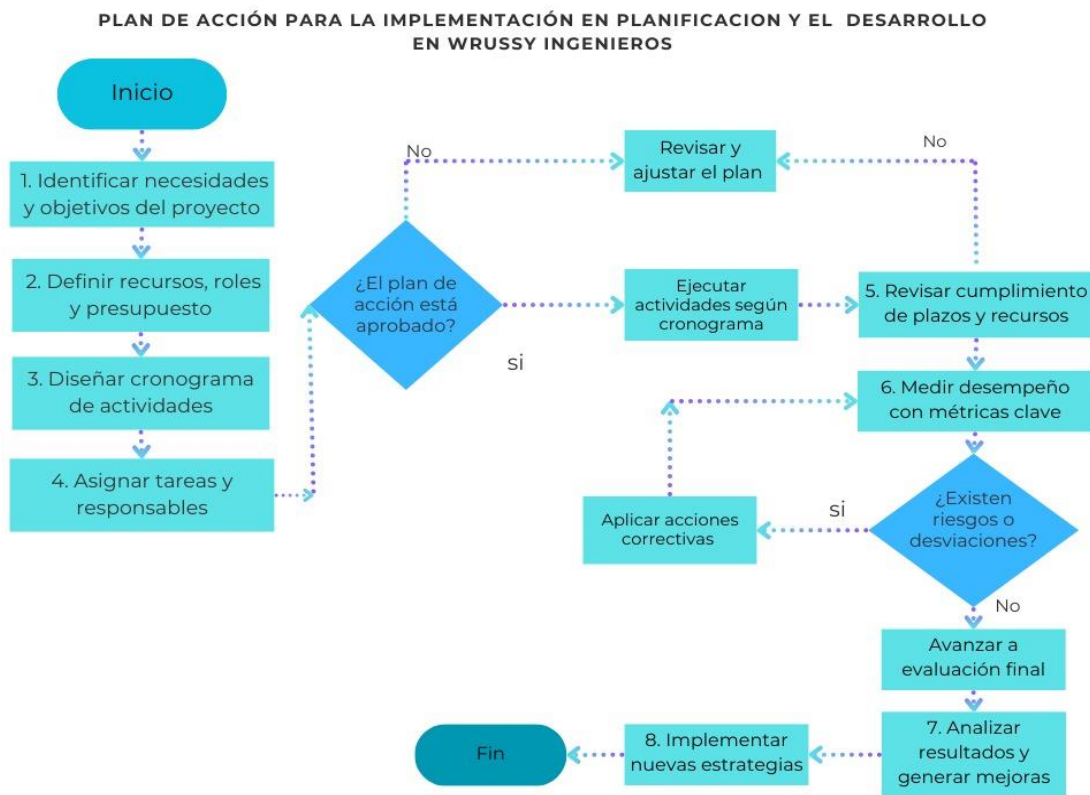 PLAN DE ACCIÓN PARA LA IMPLEMENTACIÓN EN PLANIFICACION Y EL DESARROLLO
EN WRUSSY INGENIEROS
Inicio
1. Identificar necesidades
y objetivos del proyecto
2. Definir recursos, roles
y presupuesto
3. Diseñar cronograma
de actividades
4. Asignar tareas y
responsables
¿El plan de
acción está
aprobado?
No
Revisar y
ajustar el plan
No
si
Ejecutar
actividades según
cronograma
5. Revisar cumplimiento
de plazos y recursos
6. Medir desempeño
con métricas clave
¿Existen
riesgos o
desviaciones?
si
Aplicar acciones
correctivas
No
Avanzar a
evaluación final
7. Analizar
resultados y
generar mejoras
8. Implementar
nuevas estrategias
Fin